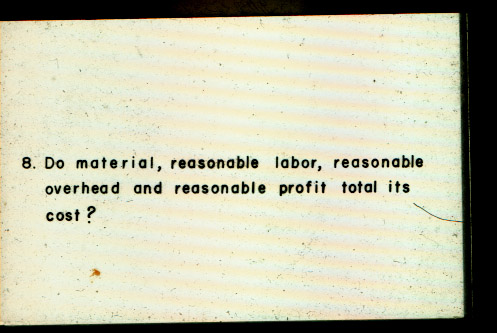 8. Do material, reasonable labor, reasonable
overhead and reasonable profit total its
cost?